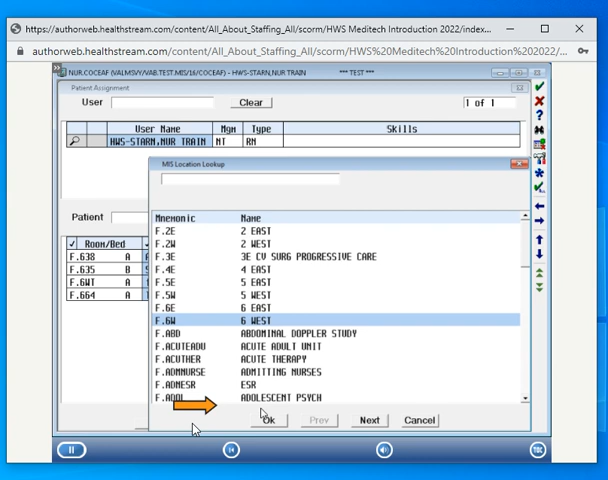 https://authorweb.healthstream.com/content/All_About_Staffing_All/scorm/HWS Meditech Introduction 2022/index...
authorweb.healthstream.com/content/All_About_Staffing_All/scorm/HWS%20Meditech%20Introduction%202022/...
NUR.COCEAF (VALMSVY/VAB.TEST.MIS/16/COCEAF) - HWS-STARN,NUR TRAIN *** TEST ***
Patient Assignment
User Clear 1 of 1
User Name Mgm Type Skills
HWS-STARN,NUR TRAIN NT RN
MIS Location Lookup
Patient
Mnemonic Name
Room/Bed
F.638 A
F.635 B
F.6WT A
F.664 A
F.2E 2 EAST
F.2W 2 WEST
F.3E 3E CV SURG PROGRESSIVE CARE
F.4E 4 EAST
F.5E 5 EAST
F.5W 5 WEST
F.6E 6 EAST
F.6W 6 WEST
F.ABD ABDOMINAL DOPPLER STUDY
F.ACUTEADU ACUTE ADULT UNIT
F.ACUTHER ACUTE THERAPY
F.ADMNURSE ADMITTING NURSES
F.ADMESR ESR
F.ADOL ADOLESCENT PSYCH
Ok Prev Next Cancel
TOC